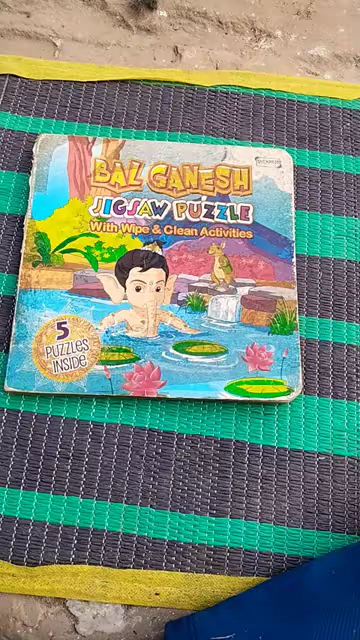 BAL GANESH
JIGSAW PUZZLE
With Wipe & Clean Activities
5
PUZZLES
INSIDE